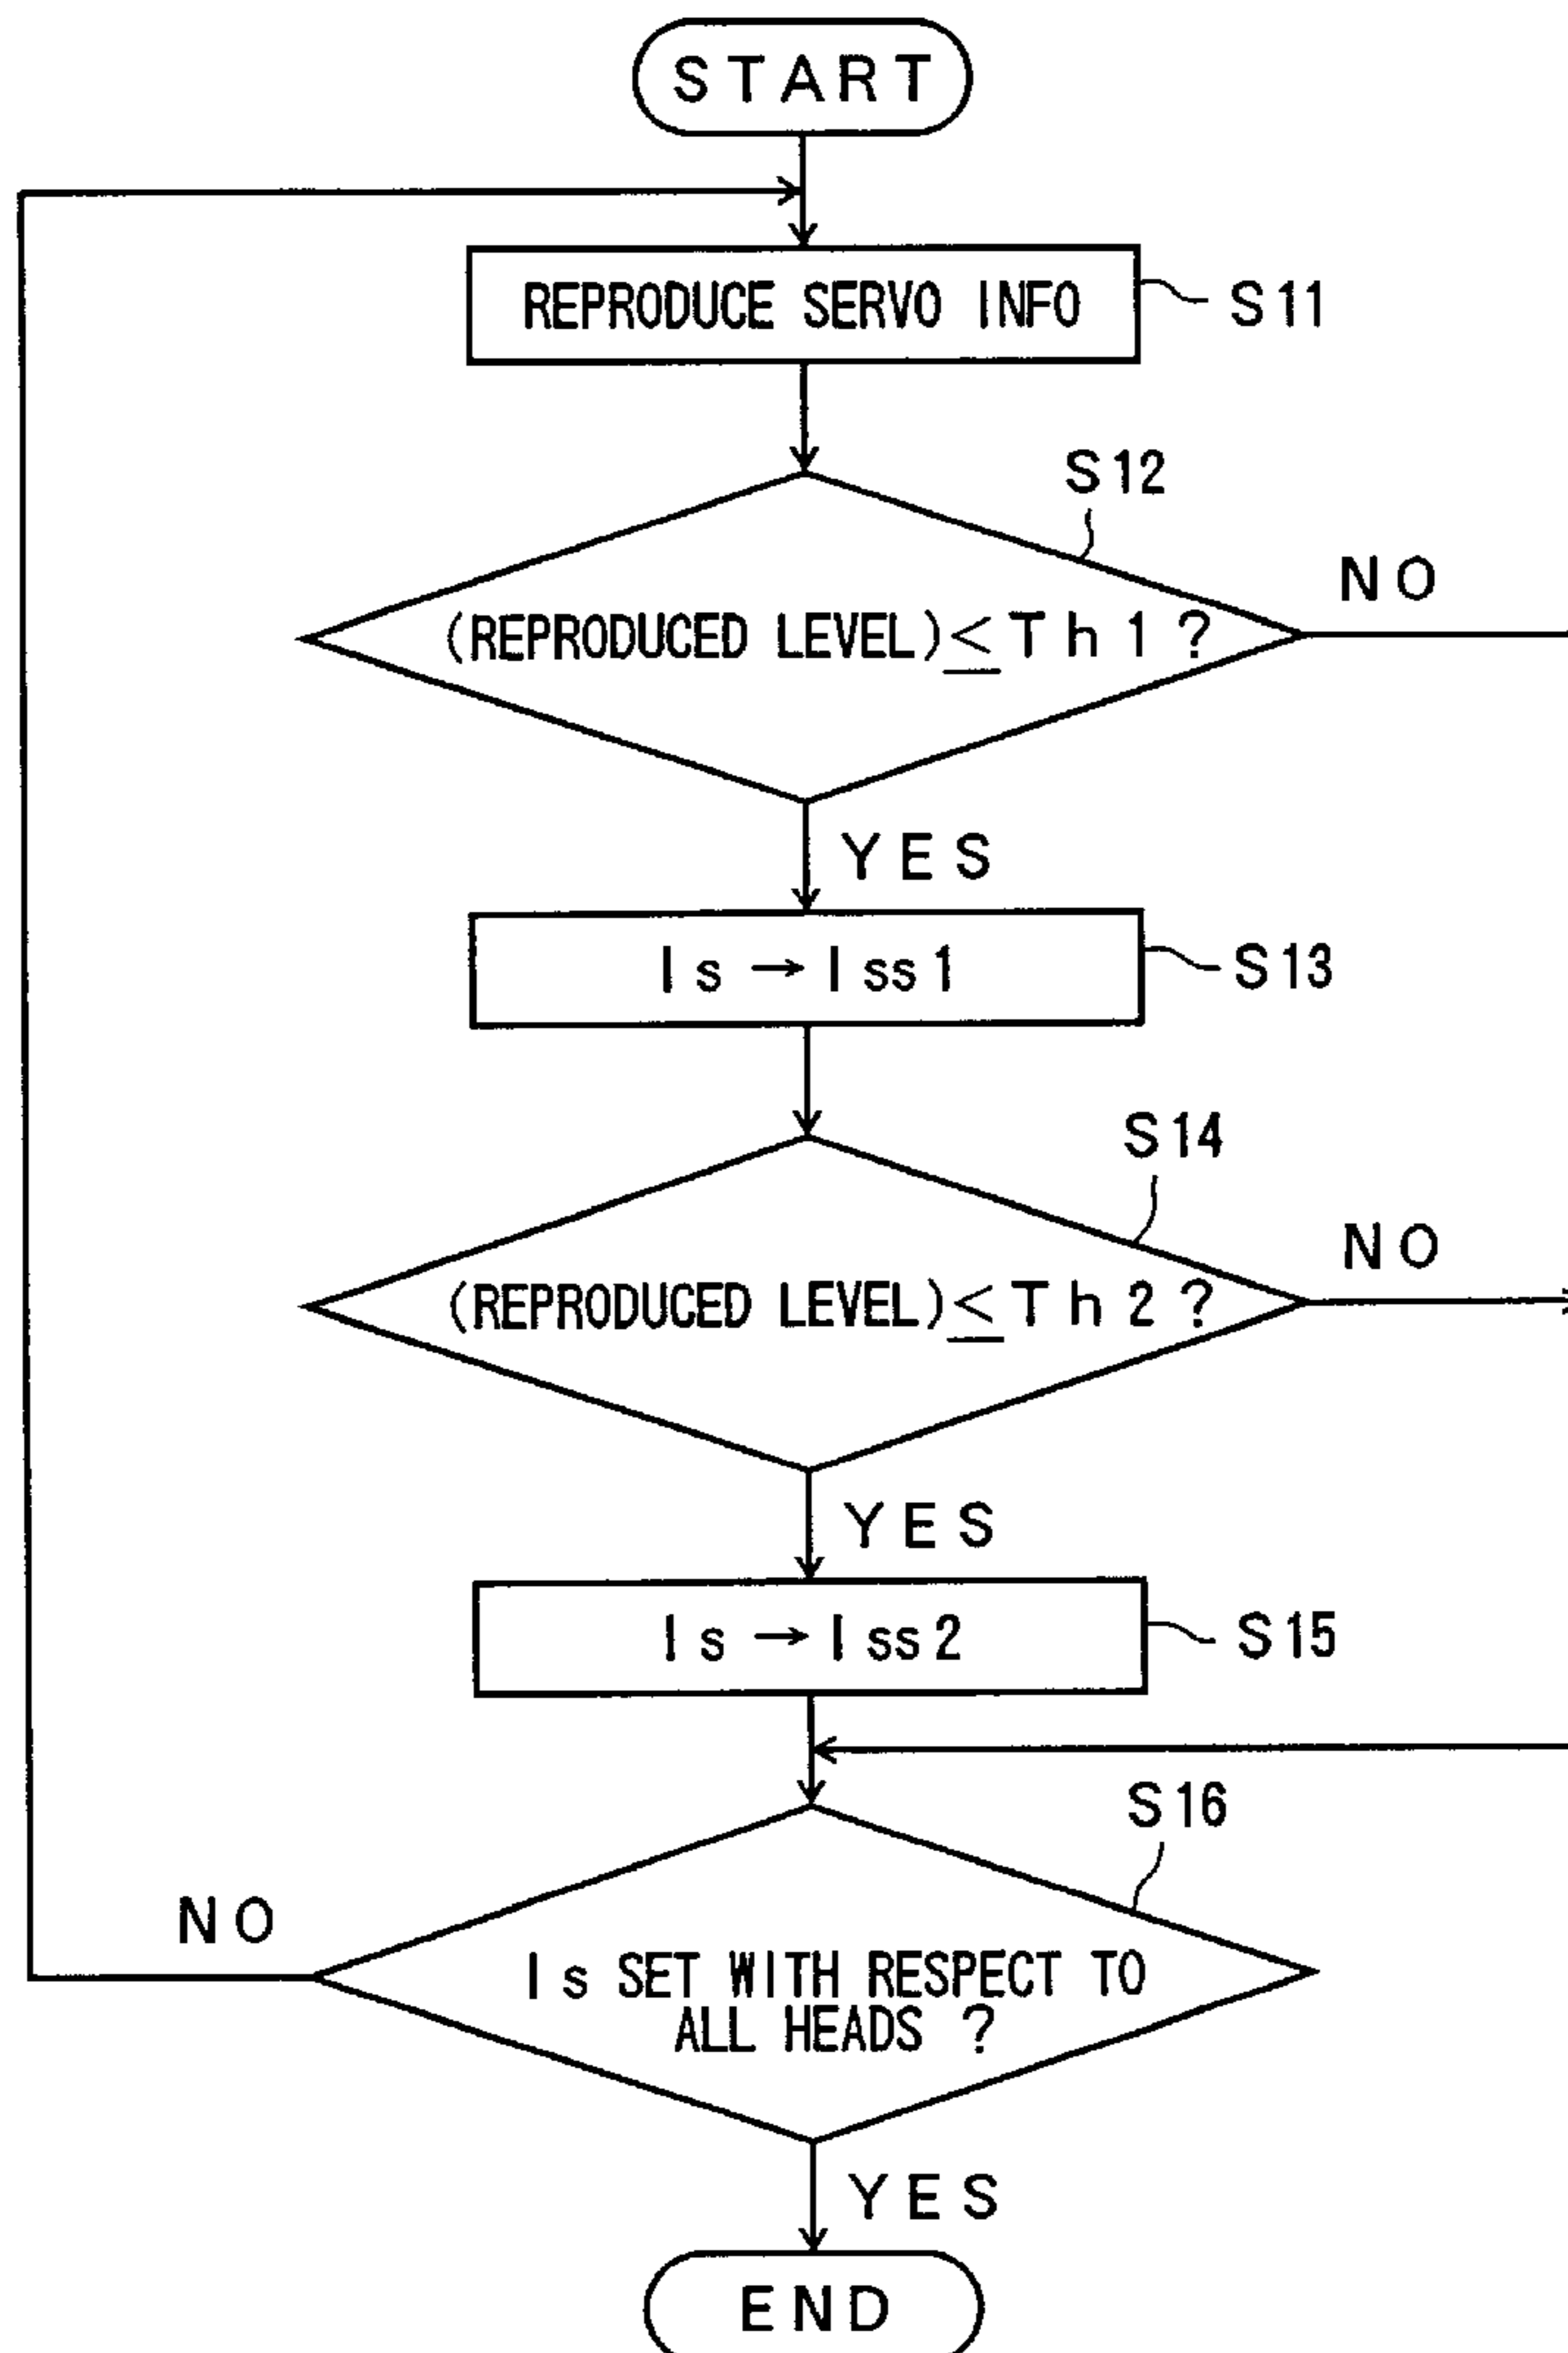 START
REPRODUCE SERVO INFO
S11
S12
(REPRODUCED LEVEL)≤Th1?
NO
YES
Is→Iss1
S13
S14
(REPRODUCED LEVEL)≤Th2?
NO
YES
Is→Iss2
S15
S16
NO
Is SET WITH RESPECT TO
ALL HEADS ?
YES
END